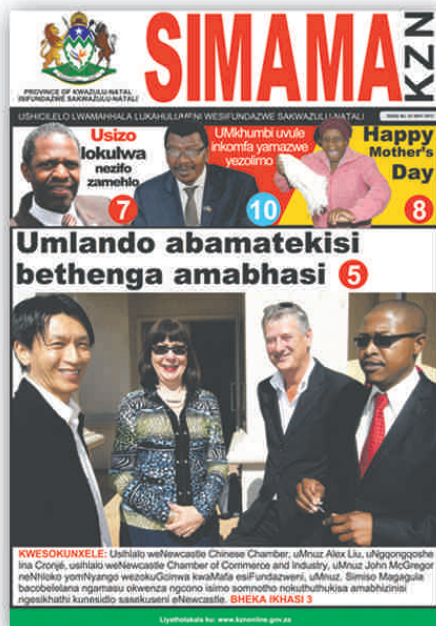 PROVINCE OF KWAZULU-NATAL
ISIFUNDAZWE SAKWAZULU-NATALI
SIMAMA
KZN
USHICILELO LWAMAHHALA LUKAHULUMENI WESIFUNDAZWE SAKWAZULU-NATALI
Usizo
lokulwa
nezifo
zamehlo
7
UMkhumbi uvule
inkomfa yamazwe
yezolimo
10
Happy
Mother's
Day
8
Umlando abamatekisi
bethenga amabhasi 5
KWESOKUNXELE: Usihlalo weNewcastle Chinese Chamber, uMnuz Alex Liu, uNgqongqoshe
Ina Cronjé, usihlalo weNewcastle Chamber of Commerce and Industry, uMnuz John McGregor
neNhloko yomNyango wezokuGcinwa kwaMafa esiFundazweni, uMnuz. Simiso Magagula
bacobelelana ngamasu okwenza ngcono isimo somnotho nokuthuthukisa amabhizinisi
ngesikhathi kunesidlo sasekuseni eNewcastle. BHEKA IKHASI 3
Liyatholakala ku: www.kznonline.gov.za